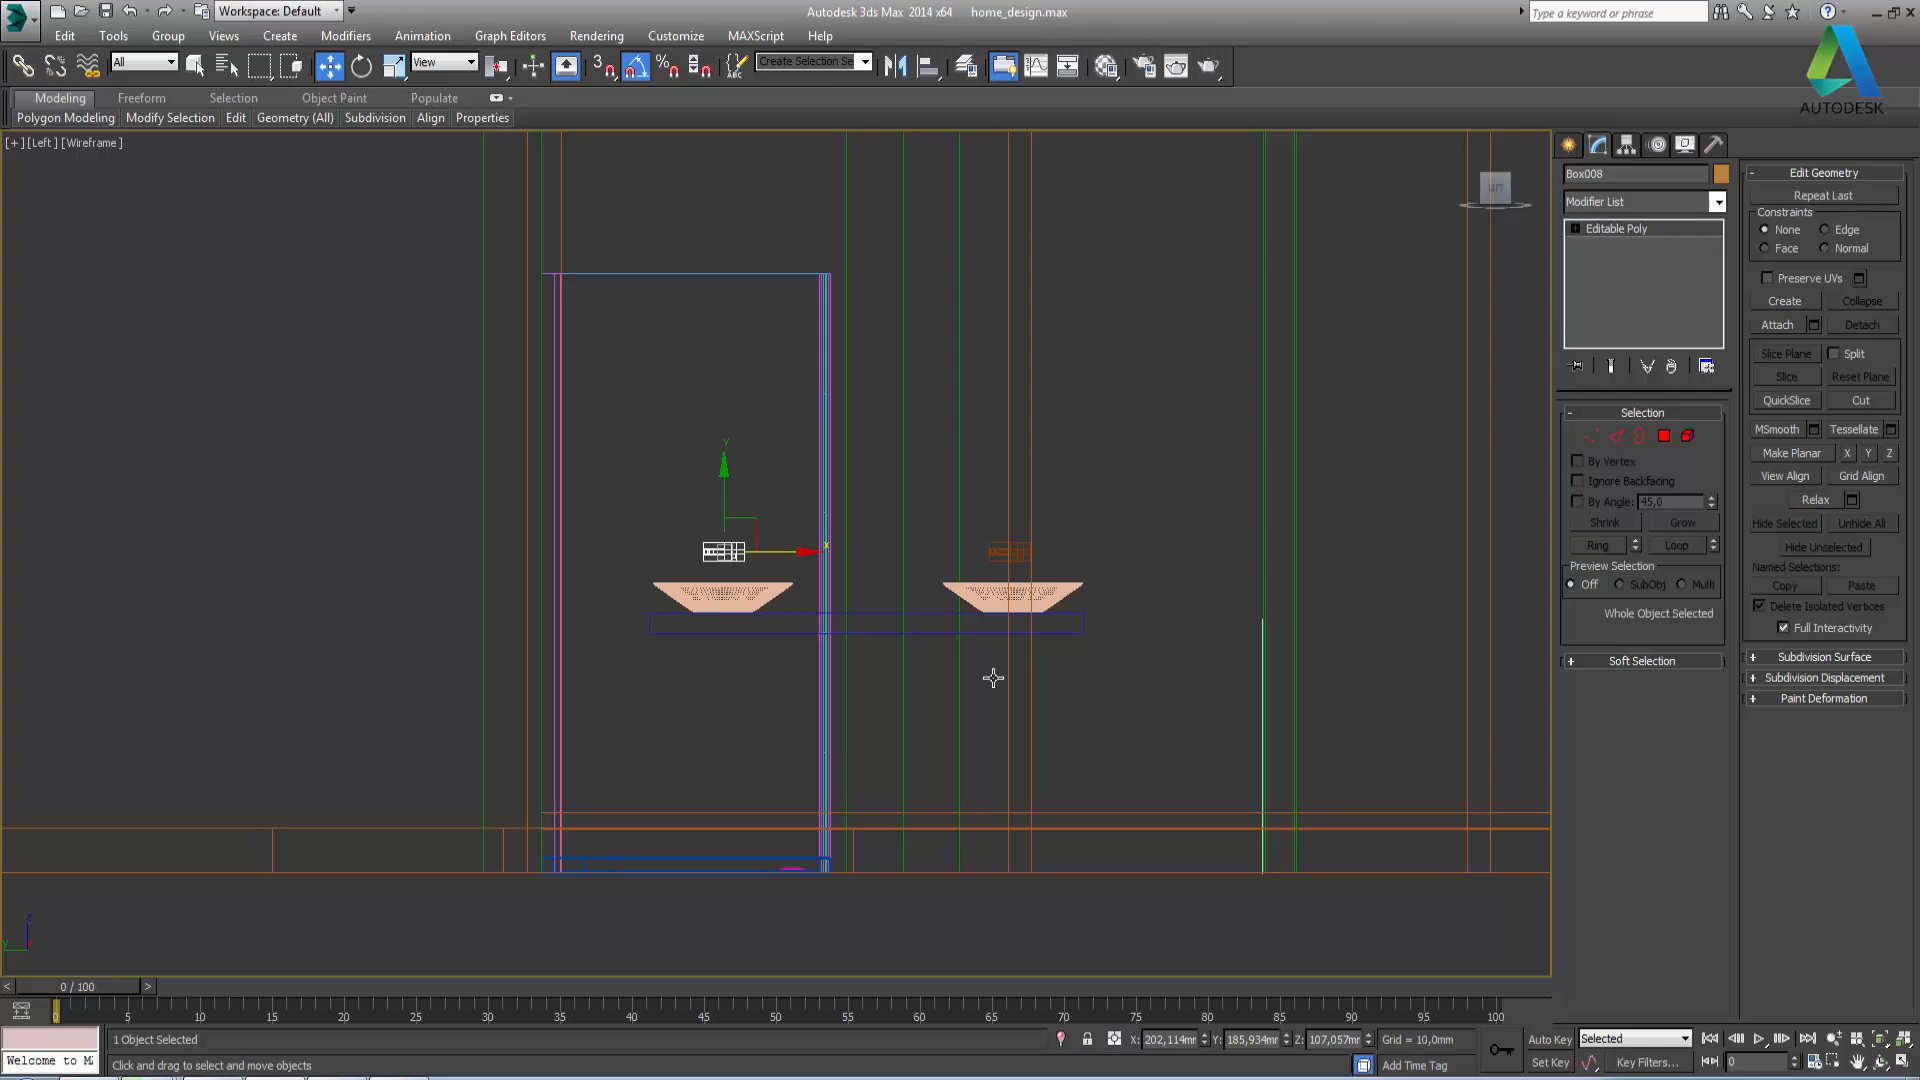 Workspace: Default
Autodesk 3ds Max 2014 x64 home_design.max
Type a keyword or phrase
Edit Tools Group Views Create Modifiers Animation Graph Editors Rendering Customize MAXScript Help
All View 3 Create Selection Se
AUTODESK
Modeling Freeform Selection Object Paint Populate
Polygon Modeling Modify Selection Edit Geometry (All) Subdivision Align Properties
[+] [Left] [Wireframe]
Box008
Modifier List
Editable Poly
Selection
By Vertex
Ignore Backfacing
By Angle: 45,0
Shrink Grow
Ring Loop
Preview Selection
Off SubObj Multi
Whole Object Selected
Soft Selection
Edit Geometry
Repeat Last
Constraints
None Edge
Face Normal
Preserve UVs
Create Collapse
Attach Detach
Slice Plane Split
Slice Reset Plane
QuickSlice Cut
MSmooth Tessellate
Make Planar X Y Z
View Align Grid Align
Relax
Hide Selected Unhide All
Hide Unselected
Named Selections:
Copy Paste
Delete Isolated Vertices
Full Interactivity
Subdivision Surface
Subdivision Displacement
Paint Deformation
y
x
z
y
0 / 100
0 5 10 15 20 25 30 35 40 45 50 55 60 65 70 75 80 85 90 95 100
1 Object Selected
X: 202,114mm Y: 185,934mm Z: 107,057mm Grid = 10,0mm
Auto Key Selected
Welcome to M
Click and drag to select and move objects
Add Time Tag
Set Key Key Filters... 0